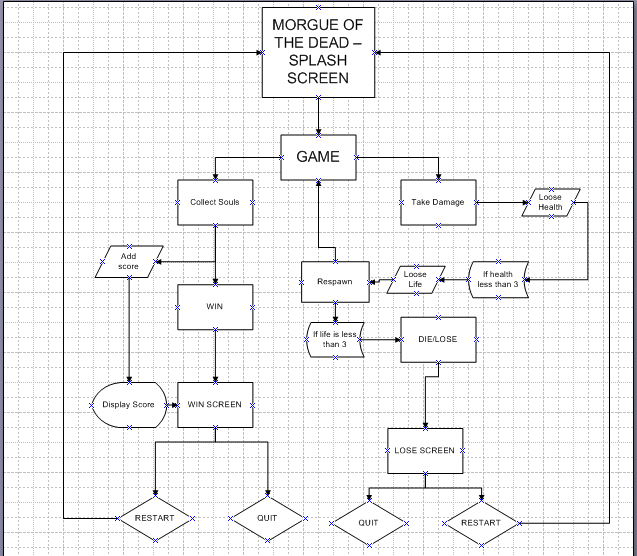 MORGUE OF
THE DEAD –
SPLASH
SCREEN
GAME
Collect Souls
Take Damage
Loose
Health
Add
score
Respawn
Loose
Life
If health
less than 3
WIN
If life is less
than 3
DIE/LOSE
Display Score
WIN SCREEN
LOSE SCREEN
RESTART
QUIT
QUIT
RESTART